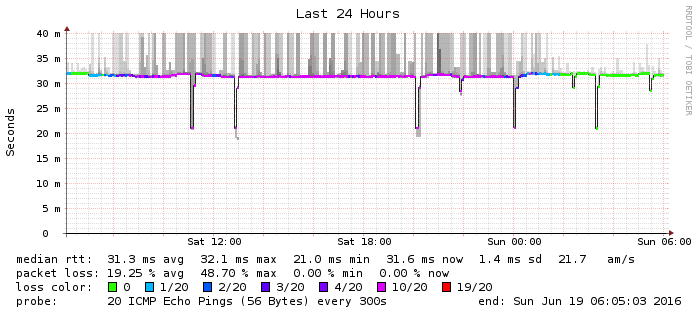 Last 24 Hours
RRDTOOL / TOBI OETIKER
Seconds
40 m
35 m
30 m
25 m
20 m
15 m
10 m
5 m
0
Sat 12:00 Sat 18:00 Sun 00:00 Sun 06:00
median rtt: 31.3 ms avg 32.1 ms max 21.0 ms min 31.6 ms now 1.4 ms sd 21.7 am/s
packet loss: 19.25 % avg 48.70 % max 0.00 % min 0.00 % now
loss color: 0 1/20 2/20 3/20 4/20 10/20 19/20
probe: 20 ICMP Echo Pings (56 Bytes) every 300s end: Sun Jun 19 06:05:03 2016